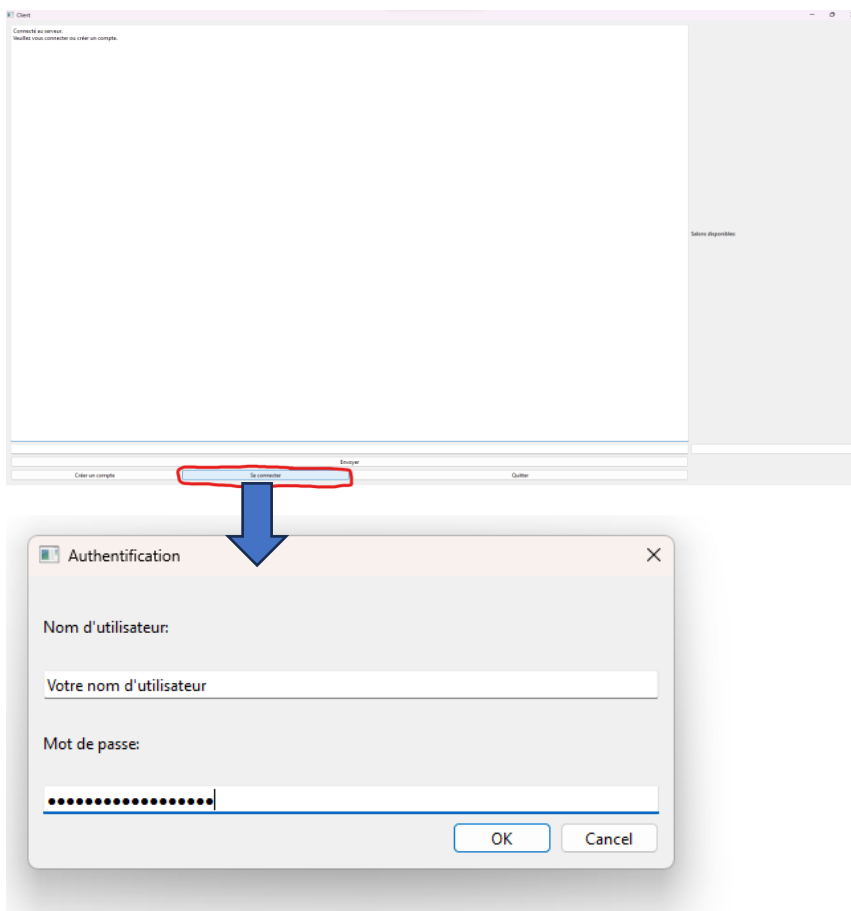 Client
Connecté au serveur.
Veuillez vous connecter ou créer un compte.
Salons disponibles:
Envoyer
Créer un compte
Se connecter
Quitter
Authentification
Nom d'utilisateur:
Votre nom d'utilisateur
Mot de passe:
••••••••••••••••••
OK
Cancel